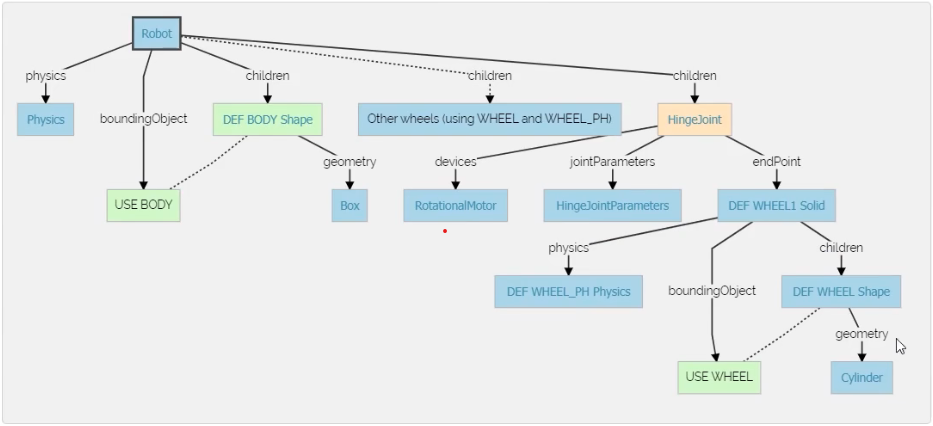 Robot
physics
children
children
children
Physics
boundingObject
DEF BODY Shape
Other wheels (using WHEEL and WHEEL_PH)
HingeJoint
geometry
devices
jointParameters
endPoint
USE BODY
Box
RotationalMotor
HingeJointParameters
DEF WHEEL1 Solid
physics
children
DEF WHEEL_PH Physics
boundingObject
DEF WHEEL Shape
geometry
USE WHEEL
Cylinder